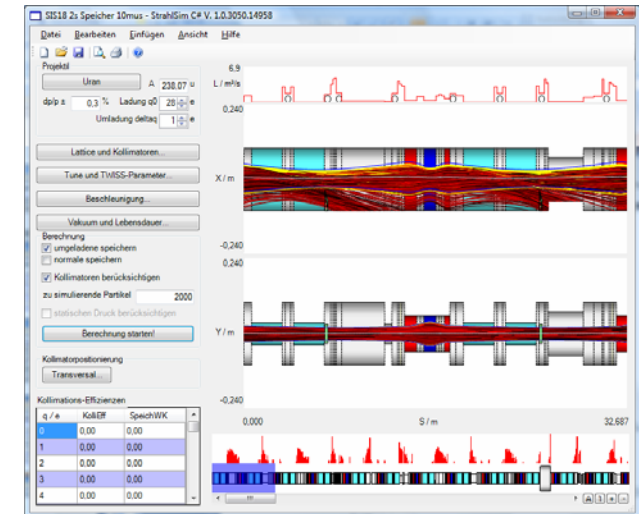 SIS18 2s Speicher 10mus - StrahlSim C# V. 1.0.3050.14958
Datei Bearbeiten Einfügen Ansicht Hilfe
Projektil
Uran A 238,07 u
dp/p ± 0,3 % Ladung q0 28 e
Umladung deltaq 1 e
Lattice und Kollimatoren...
Tune und TWISS-Parameter...
Beschleunigung...
Vakuum und Lebensdauer...
Berechnung
umgeladene speichern
normale speichern
Kollimatoren berücksichtigen
zu simulierende Partikel 2000
statischen Druck berücksichtigen
Berechnung starten!
Kollimatorpositionierung
Transversal...
Kollimations-Effizienzen
q / e KolliEff SpeichWK
0 0,00 0,00
1 0,00 0,00
2 0,00 0,00
3 0,00 0,00
4 0,00 0,00
6,9
L / m²/s
0,240
X / m
-0,240
0,240
Y / m
-0,240
0,000 S / m 32,687